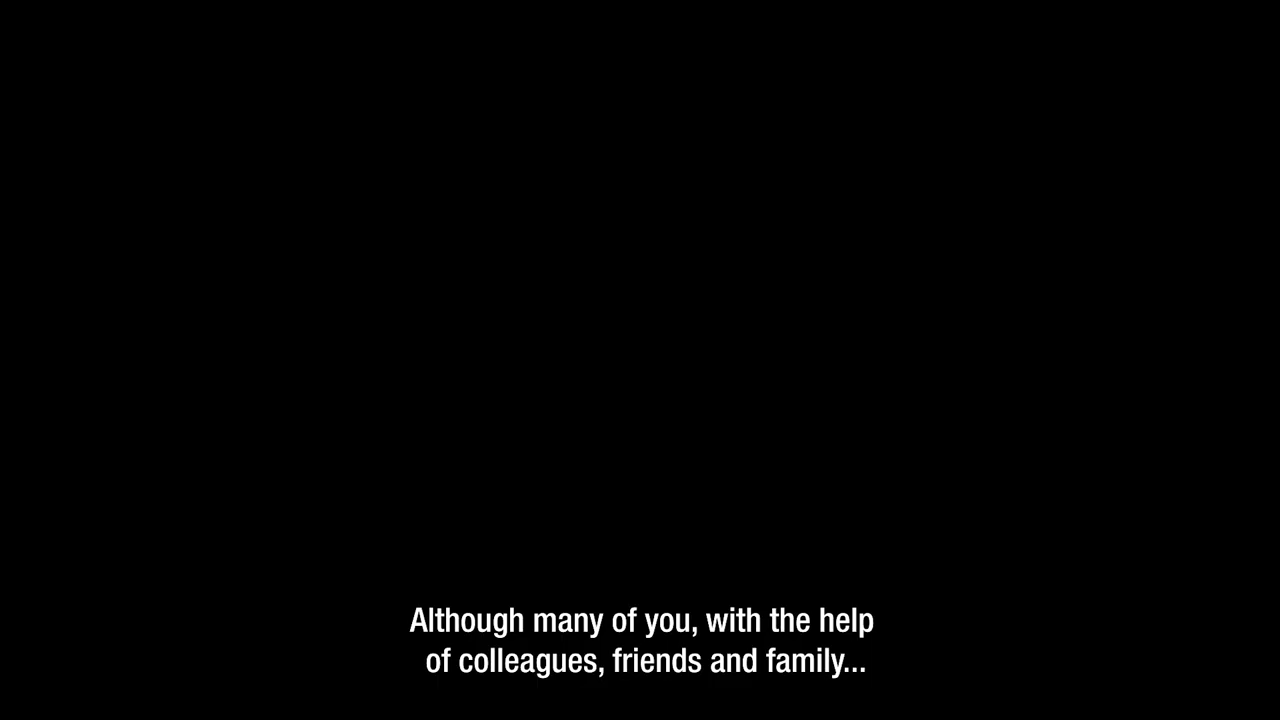 Although many of you, with the help
of colleagues, friends and family...